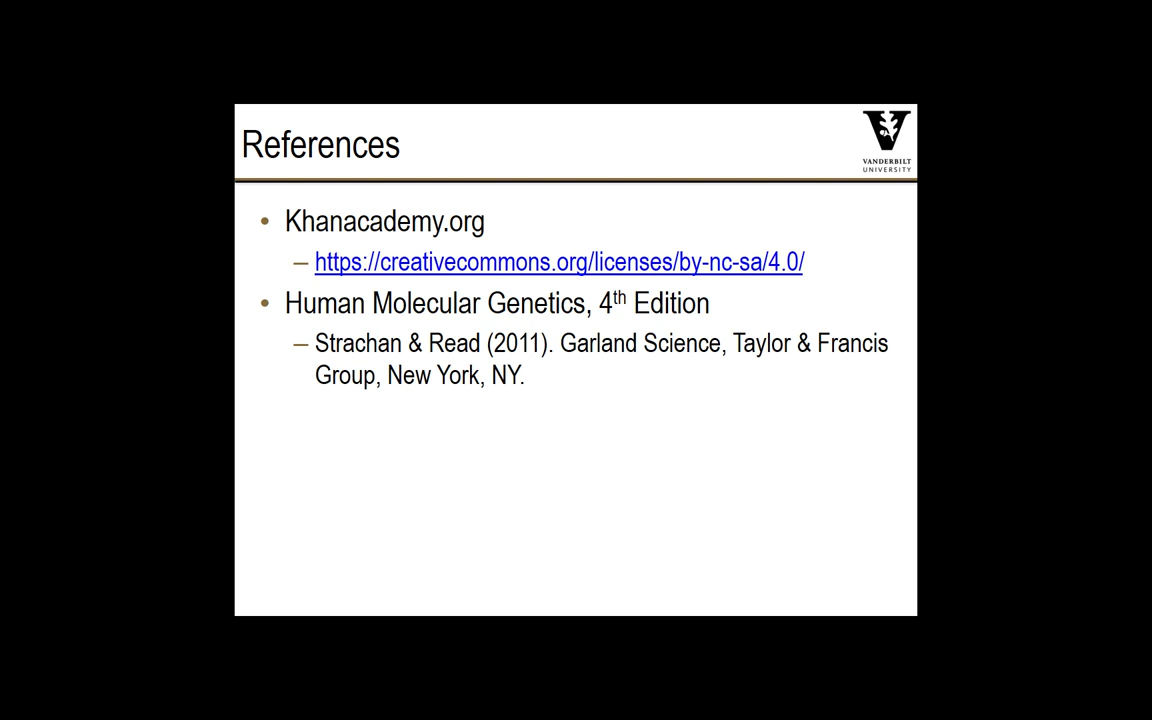 References
VANDERBILT
UNIVERSITY
• Khanacademy.org
– https://creativecommons.org/licenses/by-nc-sa/4.0/
• Human Molecular Genetics, 4th Edition
– Strachan & Read (2011). Garland Science, Taylor & Francis
Group, New York, NY.